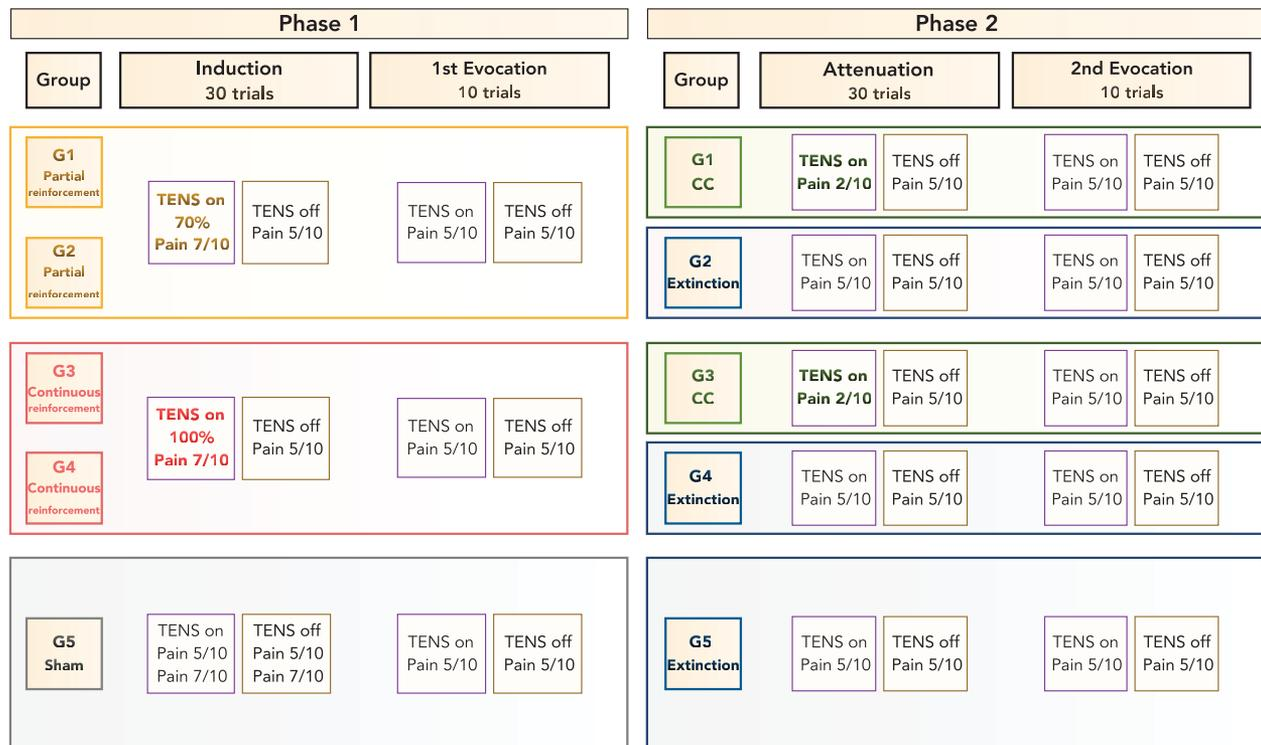 Phase 1
Group
Induction
30 trials
1st Evocation
10 trials
G1
Partial
reinforcement
G2
Partial
reinforcement
TENS on
70%
Pain 7/10
TENS off
Pain 5/10
TENS on
Pain 5/10
TENS off
Pain 5/10
G3
Continuous
reinforcement
G4
Continuous
reinforcement
TENS on
100%
Pain 7/10
TENS off
Pain 5/10
TENS on
Pain 5/10
TENS off
Pain 5/10
G5
Sham
TENS on
Pain 5/10
Pain 7/10
TENS off
Pain 5/10
Pain 7/10
TENS on
Pain 5/10
TENS off
Pain 5/10
Phase 2
Group
Attenuation
30 trials
2nd Evocation
10 trials
G1
CC
TENS on
Pain 2/10
TENS off
Pain 5/10
TENS on
Pain 5/10
TENS off
Pain 5/10
G2
Extinction
TENS on
Pain 5/10
TENS off
Pain 5/10
TENS on
Pain 5/10
TENS off
Pain 5/10
G3
CC
TENS on
Pain 2/10
TENS off
Pain 5/10
TENS on
Pain 5/10
TENS off
Pain 5/10
G4
Extinction
TENS on
Pain 5/10
TENS off
Pain 5/10
TENS on
Pain 5/10
TENS off
Pain 5/10
G5
Extinction
TENS on
Pain 5/10
TENS off
Pain 5/10
TENS on
Pain 5/10
TENS off
Pain 5/10